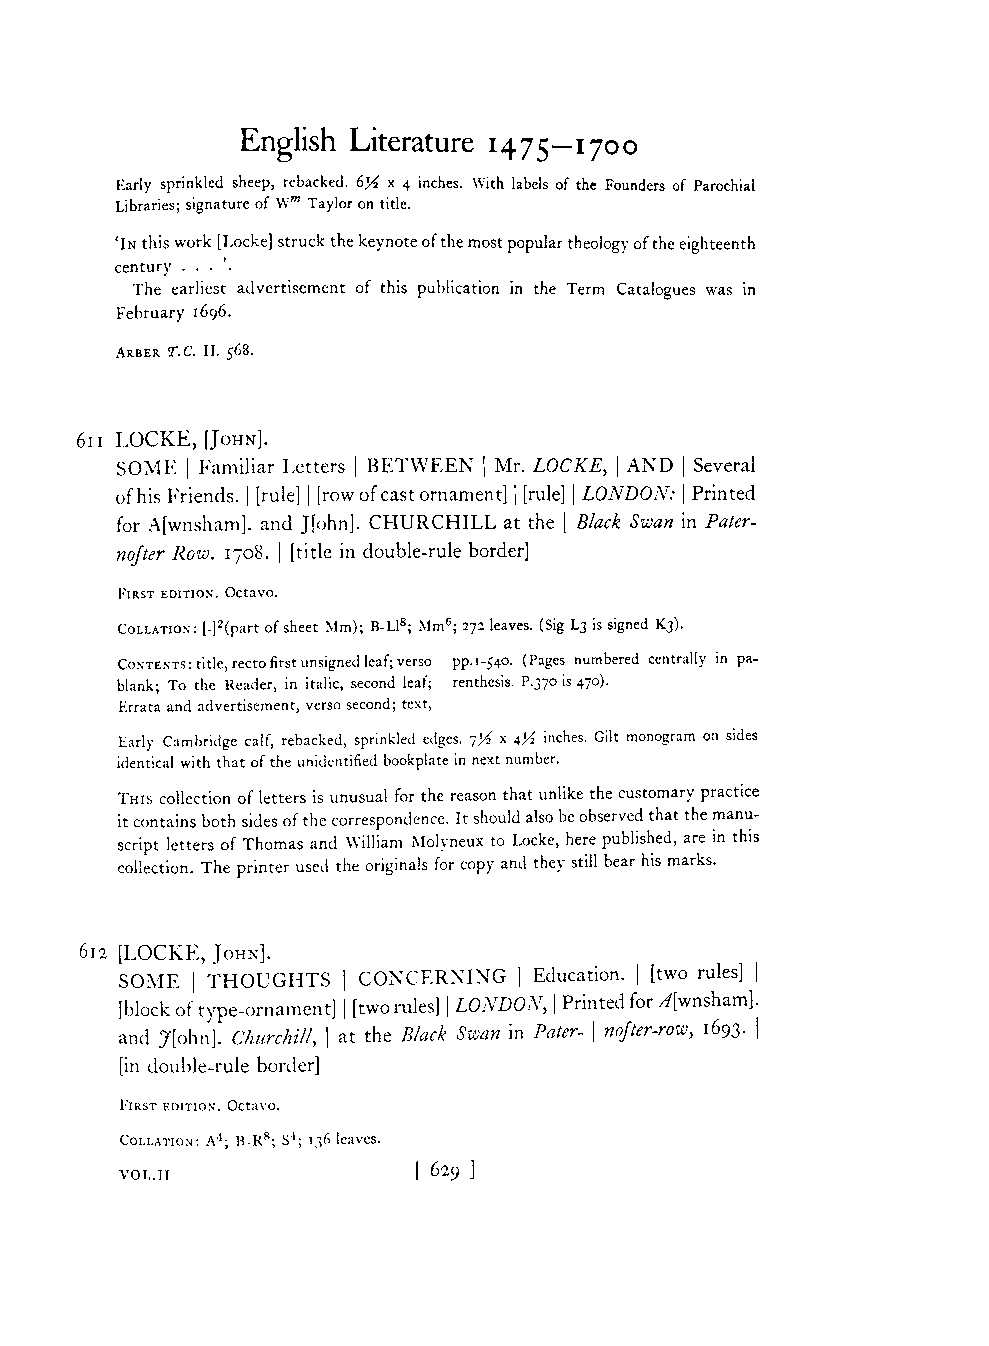 English Literature 1475–1700
Early sprinkled sheep, rebacked. 6½ x 4 inches. With labels of the Founders of Parochial
Libraries; signature of Wᵐ Taylor on title.
'In this work [Locke] struck the keynote of the most popular theology of the eighteenth
century . . . '.
The earliest advertisement of this publication in the Term Catalogues was in
February 1696.
Arber T.C. II. 568.
611 LOCKE, [John].
SOME | Familiar Letters | BETWEEN | Mr. LOCKE, | AND | Several
of his Friends. | [rule] | [row of cast ornament] | [rule] | LONDON: | Printed
for A[wnsham]. and J[ohn]. CHURCHILL at the | Black Swan in Pater-
noſter Row. 1708. | [title in double-rule border]
First edition. Octavo.
Collation: [-]²(part of sheet Mm); B-Ll⁸; Mm⁶; 272 leaves. (Sig L3 is signed K3).
Contents: title, recto first unsigned leaf; verso
blank; To the Reader, in italic, second leaf;
Errata and advertisement, verso second; text,
pp.1-540. (Pages numbered centrally in pa-
renthesis. P.370 is 470).
Early Cambridge calf, rebacked, sprinkled edges. 7½ x 4½ inches. Gilt monogram on sides
identical with that of the unidentified bookplate in next number.
This collection of letters is unusual for the reason that unlike the customary practice
it contains both sides of the correspondence. It should also be observed that the manu-
script letters of Thomas and William Molyneux to Locke, here published, are in this
collection. The printer used the originals for copy and they still bear his marks.
612 [LOCKE, John].
SOME | THOUGHTS | CONCERNING | Education. | [two rules] |
[block of type-ornament] | [two rules] | LONDON, | Printed for A[wnsham].
and J[ohn]. Churchill, | at the Black Swan in Pater- | noſter-row, 1693. |
[in double-rule border]
First edition. Octavo.
Collation: A⁴; B-R⁸; S⁴; 136 leaves.
VOL.II [ 629 ]